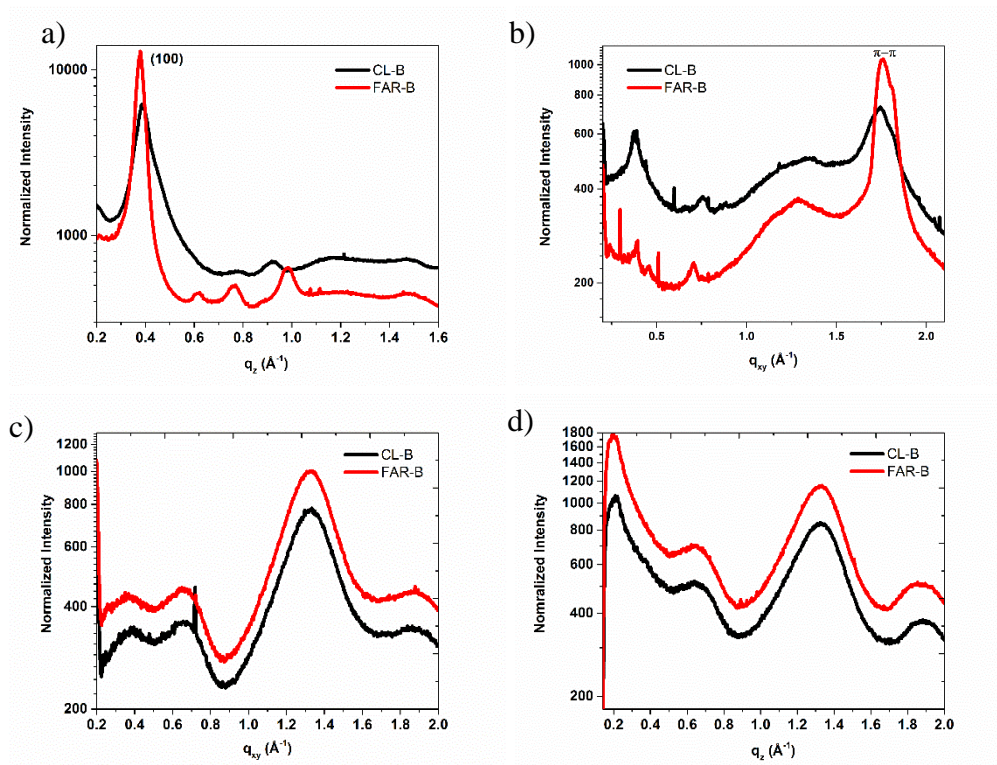 a)
(100)
CL-B
FAR-B
10000
1000
Normalized Intensity
0.2 0.4 0.6 0.8 1.0 1.2 1.4 1.6
q_z (Å⁻¹)
b)
π–π
CL-B
FAR-B
1000
800
600
400
200
Normalized Intensity
0.5 1.0 1.5 2.0
q_xy (Å⁻¹)
c)
CL-B
FAR-B
1200
1000
800
600
400
200
Normalized Intensity
0.2 0.4 0.6 0.8 1.0 1.2 1.4 1.6 1.8 2.0
q_xy (Å⁻¹)
d)
CL-B
FAR-B
1800
1600
1400
1200
1000
800
600
400
200
Nomralized Intensity
0.2 0.4 0.6 0.8 1.0 1.2 1.4 1.6 1.8 2.0
q_z (Å⁻¹)